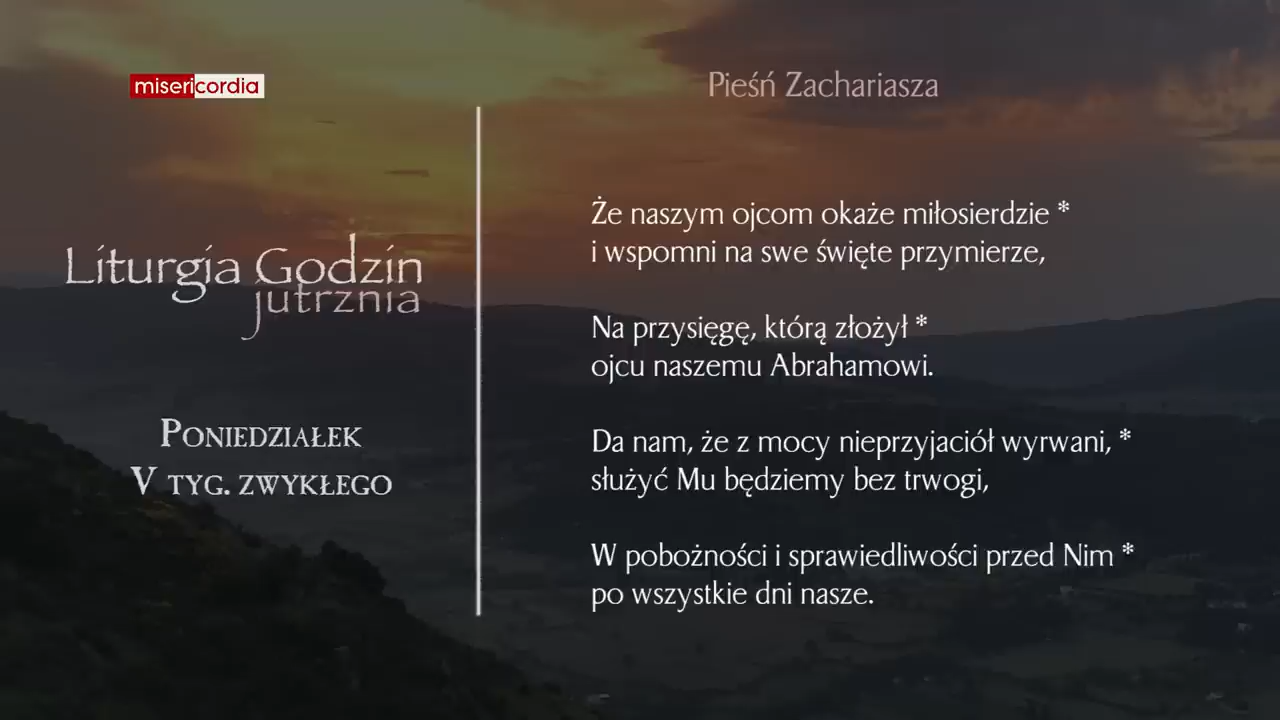 misericordia
Pieśń Zachariasza
Liturgia Godzin
jutrznia
Poniedziałek
V tyg. zwykłego
Że naszym ojcom okaże miłosierdzie *
i wspomni na swe święte przymierze,
Na przysięgę, którą złożył *
ojcu naszemu Abrahamowi.
Da nam, że z mocy nieprzyjaciół wyrwani, *
służyć Mu będziemy bez trwogi,
W pobożności i sprawiedliwości przed Nim *
po wszystkie dni nasze.